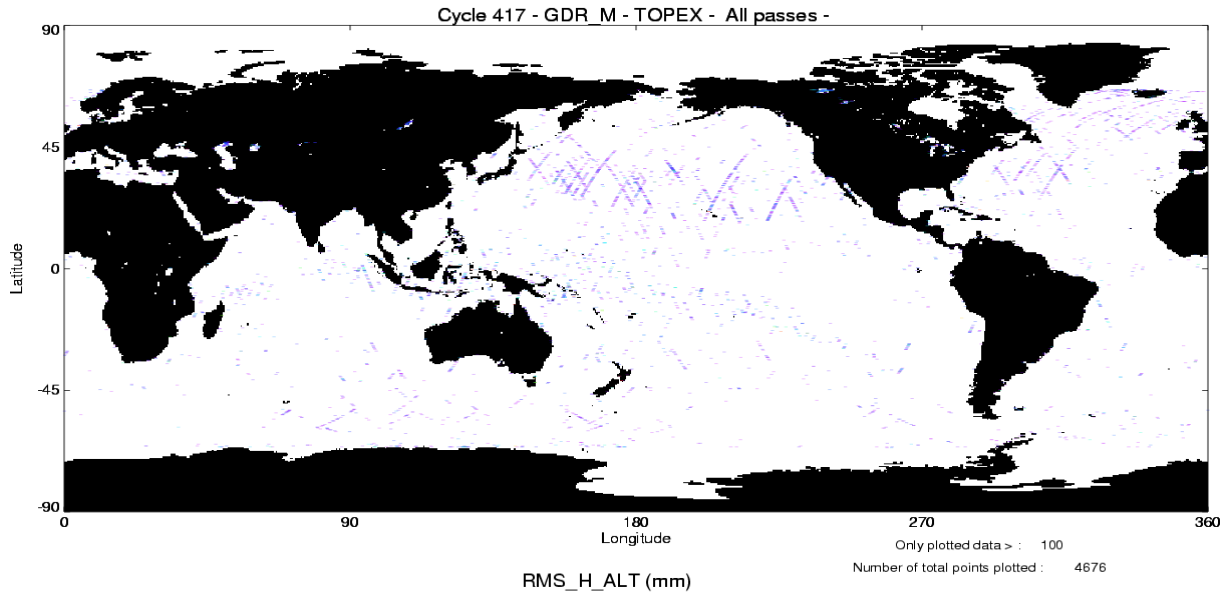 Cycle 417 - GDR_M - TOPEX - All passes -
90
45
0
-45
-90
Latitude
0 90 180 270 360
Longitude
Only plotted data > : 100
Number of total points plotted : 4676
RMS_H_ALT (mm)